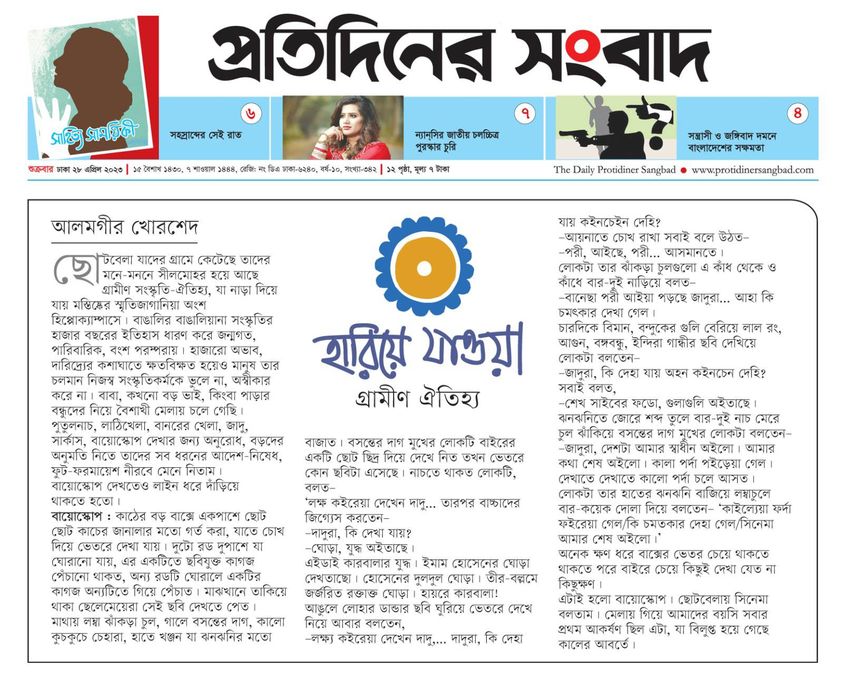 প্রতিদিনের সংবাদ
সাহিত্য সাময়িকী
সহস্রাব্দের সেই রাত
৬
ন্যান্‌সির জাতীয় চলচ্চিত্র
পুরস্কার চুরি
৭
সন্ত্রাসী ও জঙ্গিবাদ দমনে
বাংলাদেশের সক্ষমতা
৪
শুক্রবার ঢাকা ২৮ এপ্রিল ২০২৩ | ১৫ বৈশাখ ১৪৩০, ৭ শাওয়াল ১৪৪৪, রেজি: নং ডিএ ঢাকা-৬২৪০, বর্ষ-১০, সংখ্যা-৩৪২ | ১২ পৃষ্ঠা, মূল্য ৭ টাকা
The Daily Protidiner Sangbad ● www.protidinersangbad.com
আলমগীর খোরশেদ
ছোটবেলা যাদের গ্রামে কেটেছে তাদের
মনে-মননে সীলমোহর হয়ে আছে
গ্রামীণ সংস্কৃতি-ঐতিহ্য, যা নাড়া দিয়ে
যায় মস্তিষ্কের স্মৃতিজাগানিয়া অংশ
হিপ্পোক্যাম্পাসে। বাঙালির বাঙালিয়ানা সংস্কৃতির
হাজার বছরের ইতিহাস ধারণ করে জন্মগত,
পারিবারিক, বংশ পরম্পরায়। হাজারো অভাব,
দারিদ্র্যের কশাঘাতে ক্ষতবিক্ষত হয়েও মানুষ তার
চলমান নিজস্ব সংস্কৃতিকর্মকে ভুলে না, অস্বীকার
করে না। বাবা, কখনো বড় ভাই, কিংবা পাড়ার
বন্ধুদের নিয়ে বৈশাখী মেলায় চলে গেছি।
পুতুলনাচ, লাঠিখেলা, বানরের খেলা, জাদু,
সার্কাস, বায়োস্কোপ দেখার জন্য অনুরোধ, বড়দের
অনুমতি নিতে তাদের সব ধরনের আদেশ-নিষেধ,
ফুট-ফরমায়েশ নীরবে মেনে নিতাম।
বায়োস্কোপ দেখতেও লাইন ধরে দাঁড়িয়ে
থাকতে হতো।
বায়োস্কোপ : কাঠের বড় বাক্সে একপাশে ছোট
ছোট কাচের জানালার মতো গর্ত করা, যাতে চোখ
দিয়ে ভেতরে দেখা যায়। দুটো রড দুপাশে যা
ঘোরানো যায়, এর একটিতে ছবিযুক্ত কাগজ
পেঁচানো থাকত, অন্য রডটি ঘোরালে একটির
কাগজ অন্যটিতে গিয়ে পেঁচাত। মাঝখানে তাকিয়ে
থাকা ছেলেমেয়েরা সেই ছবি দেখতে পেত।
মাথায় লম্বা ঝাঁকড়া চুল, গালে বসন্তের দাগ, কালো
কুচকুচে চেহারা, হাতে খঞ্জন যা ঝনঝনির মতো
হারিয়ে যাওয়া
গ্রামীণ ঐতিহ্য
বাজাত। বসন্তের দাগ মুখের লোকটি বাইরের
একটি ছোট ছিদ্র দিয়ে দেখে নিত তখন ভেতরে
কোন ছবিটা এসেছে। নাচতে থাকত লোকটি,
বলত–
‘লক্ষ কইরেয়া দেখেন দাদু... তারপর বাচ্চাদের
জিগ্যেস করতেন–
–দাদুরা, কি দেখা যায়?
–ঘোড়া, যুদ্ধ অইতাছে।
এইডাই কারবালার যুদ্ধ। ইমাম হোসেনের ঘোড়া
দেখতাছো। হোসেনের দুলদুল ঘোড়া। তীর-বল্লমে
জর্জরিত রক্তাক্ত ঘোড়া। হায়রে কারবালা!
আঙুলে লোহার ডান্ডার ছবি ঘুরিয়ে ভেতরে দেখে
নিয়ে আবার বলতেন,
–লক্ষ্য কইরেয়া দেখেন দাদু,... দাদুরা, কি দেহা
যায় কইনচেইন দেহি?
–আয়নাতে চোখ রাখা সবাই বলে উঠত–
–পরী, আইছে, পরী... আসমানতে।
লোকটা তার ঝাঁকড়া চুলগুলো এ কাঁধ থেকে ও
কাঁধে বার-দুই নাড়িয়ে বলত–
–বানেছা পরী আইয়া পড়ছে জাদুরা... আহা কি
চমৎকার দেখা গেল।
চারদিকে বিমান, বন্দুকের গুলি বেরিয়ে লাল রং,
আগুন, বঙ্গবন্ধু, ইন্দিরা গান্ধীর ছবি দেখিয়ে
লোকটা বলতেন–
–জাদুরা, কি দেহা যায় অহন কইনচেন দেহি?
সবাই বলত,
–শেখ সাইবের ফডো, গুলাগুলি অইতাছে।
ঝনঝনিতে জোরে শব্দ তুলে বার-দুই নাচ মেরে
চুল ঝাঁকিয়ে বসন্তের দাগ মুখের লোকটা বলতেন–
–জাদুরা, দেশটা আমার স্বাধীন অইলো। আমার
কথা শেষ অইলো। কালা পর্দা পইড়েয়া গেল।
দেখাতে দেখাতে কালো পর্দা চলে আসত।
লোকটা তার হাতের ঝনঝনি বাজিয়ে লম্বাচুলে
বার-কয়েক দোলা দিয়ে বলতেন– ‘কাইল্যেয়া ফর্দা
ফইরেয়া গেল/কি চমতকার দেহা গেল/সিনেমা
আমার শেষ অইলো।’
অনেক ক্ষণ ধরে বাক্সের ভেতর চেয়ে থাকতে
থাকতে পরে বাইরে চেয়ে কিছুই দেখা যেত না
কিছুক্ষণ।
এটাই হলো বায়োস্কোপ। ছোটবেলায় সিনেমা
বলতাম। মেলায় গিয়ে আমাদের বয়সি সবার
প্রথম আকর্ষণ ছিল এটা, যা বিলুপ্ত হয়ে গেছে
কালের আবর্তে।